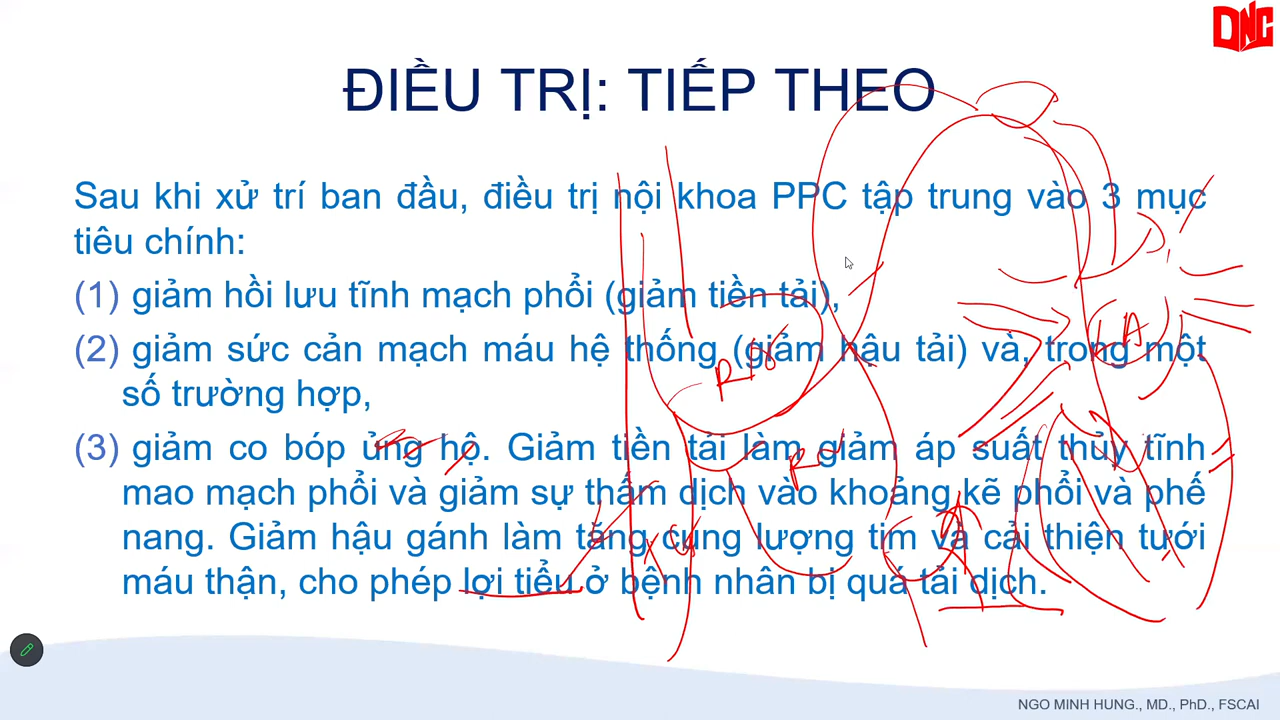 DNC
ĐIỀU TRỊ: TIẾP THEO
Sau khi xử trí ban đầu, điều trị nội khoa PPC tập trung vào 3 mục
tiêu chính:
(1) giảm hồi lưu tĩnh mạch phổi (giảm tiền tải),
(2) giảm sức cản mạch máu hệ thống (giảm hậu tải) và, trong một
số trường hợp,
(3) giảm co bóp ủng hộ. Giảm tiền tải làm giảm áp suất thủy tĩnh
mao mạch phổi và giảm sự thấm dịch vào khoảng kẽ phổi và phế
nang. Giảm hậu gánh làm tăng cung lượng tim và cải thiện tưới
máu thận, cho phép lợi tiểu ở bệnh nhân bị quá tải dịch.
LA
NGO MINH HUNG., MD., PhD., FSCAI